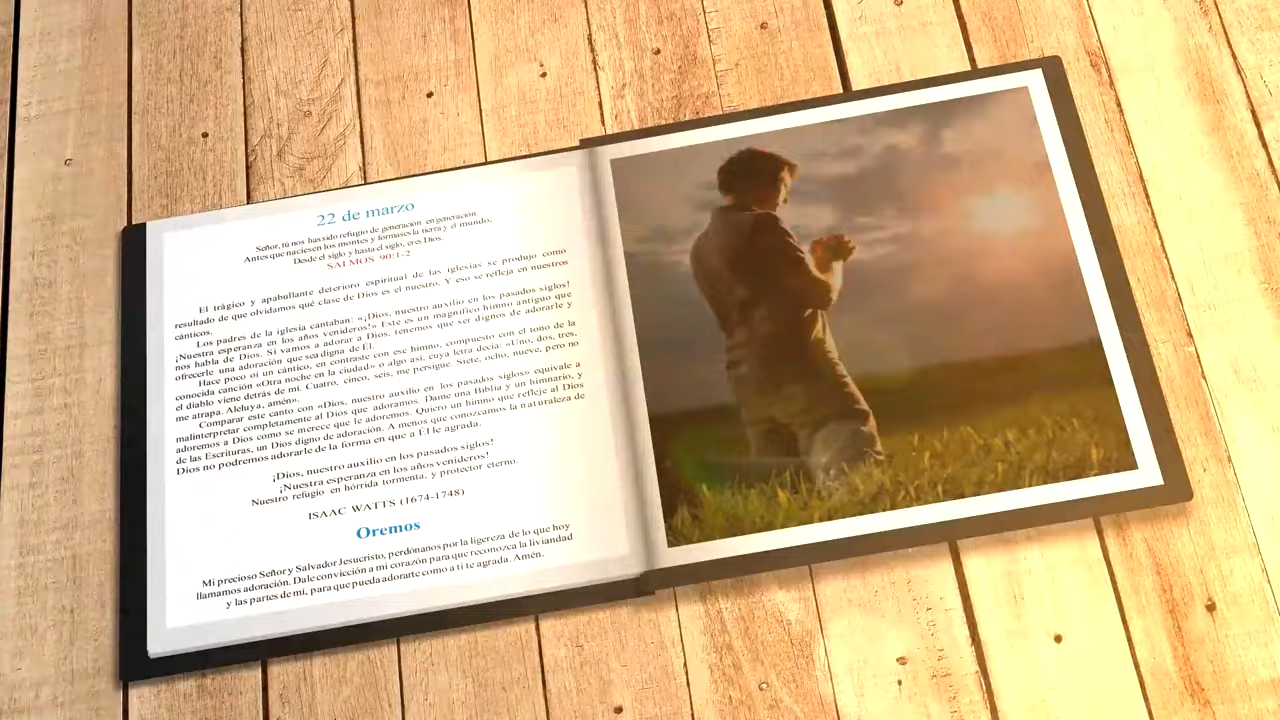 22 de marzo
Señor, tú nos has sido refugio de generación en generación.
Antes que naciesen los montes y formases la tierra y el mundo,
Desde el siglo y hasta el siglo, eres Dios.
SALMOS 90:1-2
El trágico y apabullante deterioro espiritual de las iglesias se produjo como
resultado de que olvidamos qué clase de Dios es el nuestro. Y eso se refleja en nuestros
cánticos.
Los padres de la iglesia cantaban: «¡Dios, nuestro auxilio en los pasados siglos!
¡Nuestra esperanza en los años venideros!» Este es un magnífico himno antiguo que
nos habla de Dios. Si vamos a adorar a Dios, tenemos que ser dignos de adorarle y
ofrecerle una adoración que sea digna de Él.
Hace poco oí un cántico, en contraste con ese himno, compuesto con el tono de la
conocida canción «Otra noche en la ciudad» o algo así, cuya letra decía: «Uno, dos, tres,
el diablo viene detrás de mí. Cuatro, cinco, seis, me persigue. Siete, ocho, nueve, pero no
me atrapa. Aleluya, amén».
Comparar este canto con «Dios, nuestro auxilio en los pasados siglos» equivale a
malinterpretar completamente al Dios que adoramos. Dame una Biblia y un himnario, y
adoremos a Dios como se merece que le adoremos. Quiero un himno que refleje al Dios
de las Escrituras, un Dios digno de adoración. A menos que conozcamos la naturaleza de
Dios no podremos adorarle de la forma en que a Él le agrada.
¡Dios, nuestro auxilio en los pasados siglos!
¡Nuestra esperanza en los años venideros!
Nuestro refugio en hórrida tormenta, y protector eterno.
ISAAC WATTS (1674-1748)
Oremos
Mi precioso Señor y Salvador Jesucristo, perdónanos por la ligereza de lo que hoy
llamamos adoración. Dale convicción a mi corazón para que reconozca la liviandad
y las partes de mí, para que pueda adorarte como a ti te agrada. Amén.